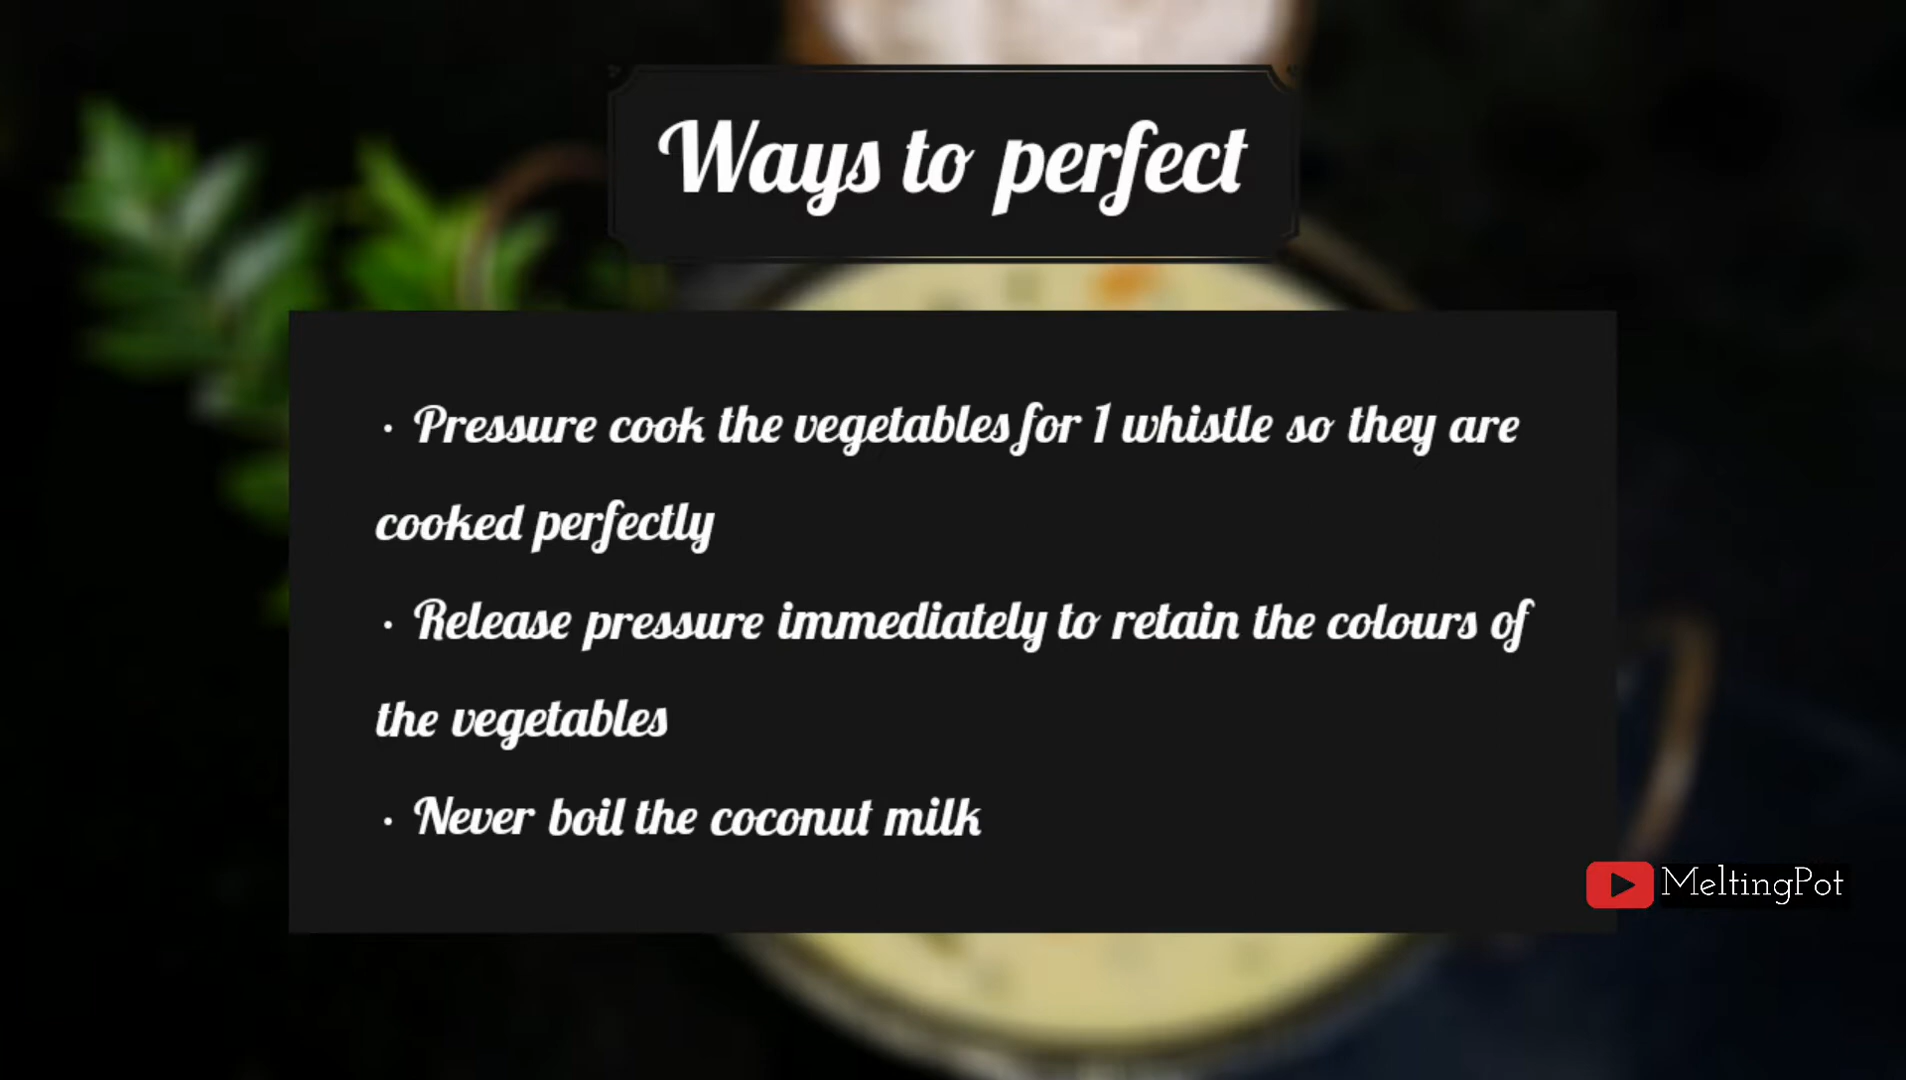 Ways to perfect
· Pressure cook the vegetables for 1 whistle so they are
cooked perfectly
· Release pressure immediately to retain the colours of
the vegetables
· Never boil the coconut milk
MeltingPot